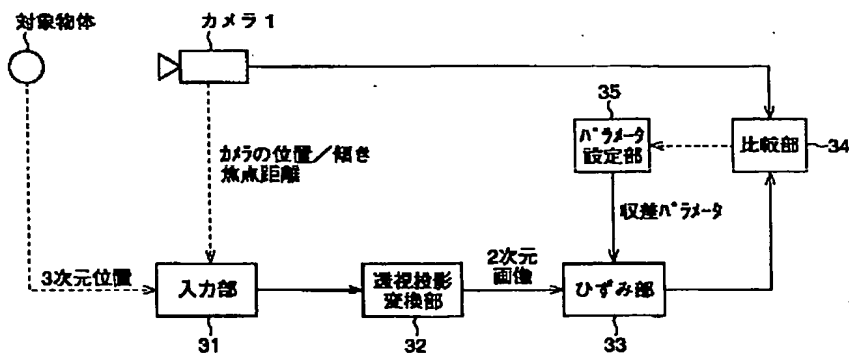 対象物体
カメラ1
35
パラメータ
設定部
比較部
34
カメラの位置/傾き
焦点距離
収差パラメータ
3次元位置
入力部
31
透視投影
変換部
32
2次元
画像
ひずみ部
33